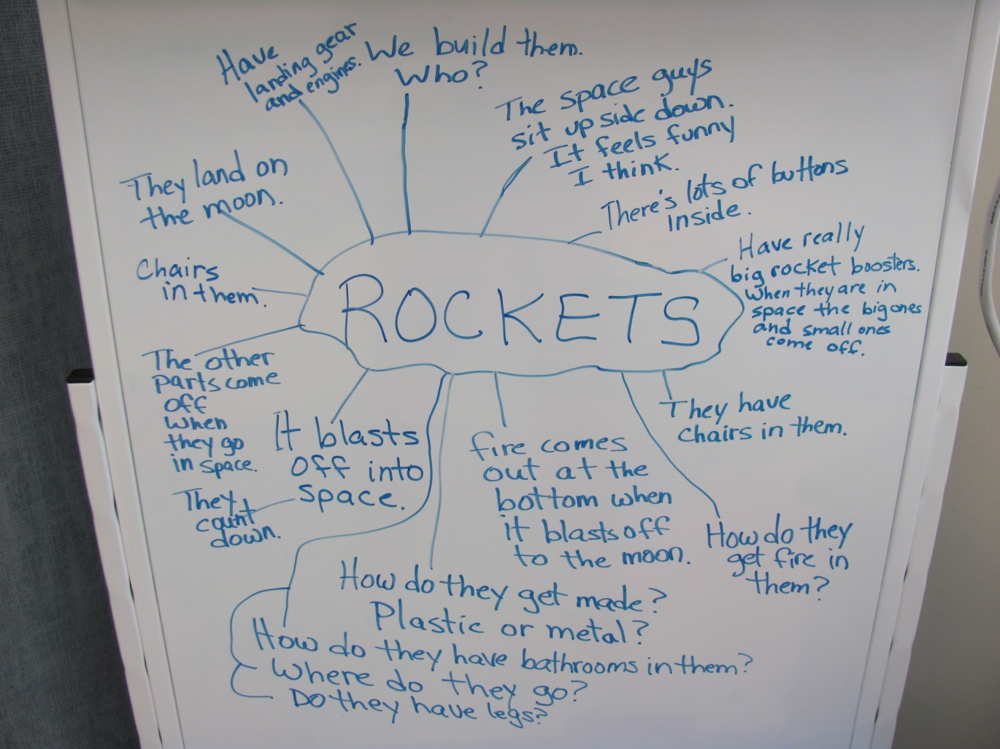 Have
landing gear
and engines.
We build them.
Who?
The space guys
sit up side down.
It feels funny
I think.
There's lots of buttons
inside.
They land on
the moon.
Have really
big rocket boosters.
When they are in
space the big ones
and small ones
come off.
Chairs
in them.
ROCKETS
The other
parts come
off
when
they go
in space.
It blasts
off into
space.
They
count
down.
fire comes
out at the
bottom when
it blasts off
to the moon.
They have
chairs in them.
How do they
get fire in
them?
How do they get made?
Plastic or metal?
How do they have bathrooms in them?
Where do they go?
Do they have legs?